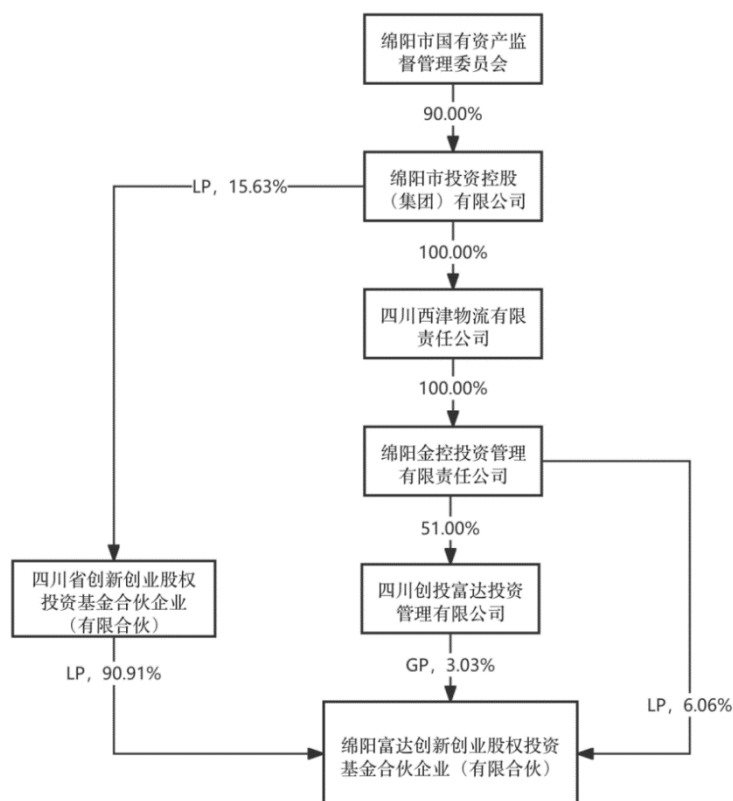 绵阳市国有资产监
督管理委员会
90.00%
绵阳市投资控股
（集团）有限公司
LP，15.63%
100.00%
四川西津物流有限
责任公司
100.00%
绵阳金控投资管理
有限责任公司
51.00%
四川省创新创业股权
投资基金合伙企业
（有限合伙）
四川创投富达投资
管理有限公司
LP，90.91%
GP，3.03%
LP，6.06%
绵阳富达创新创业股权投资
基金合伙企业（有限合伙）